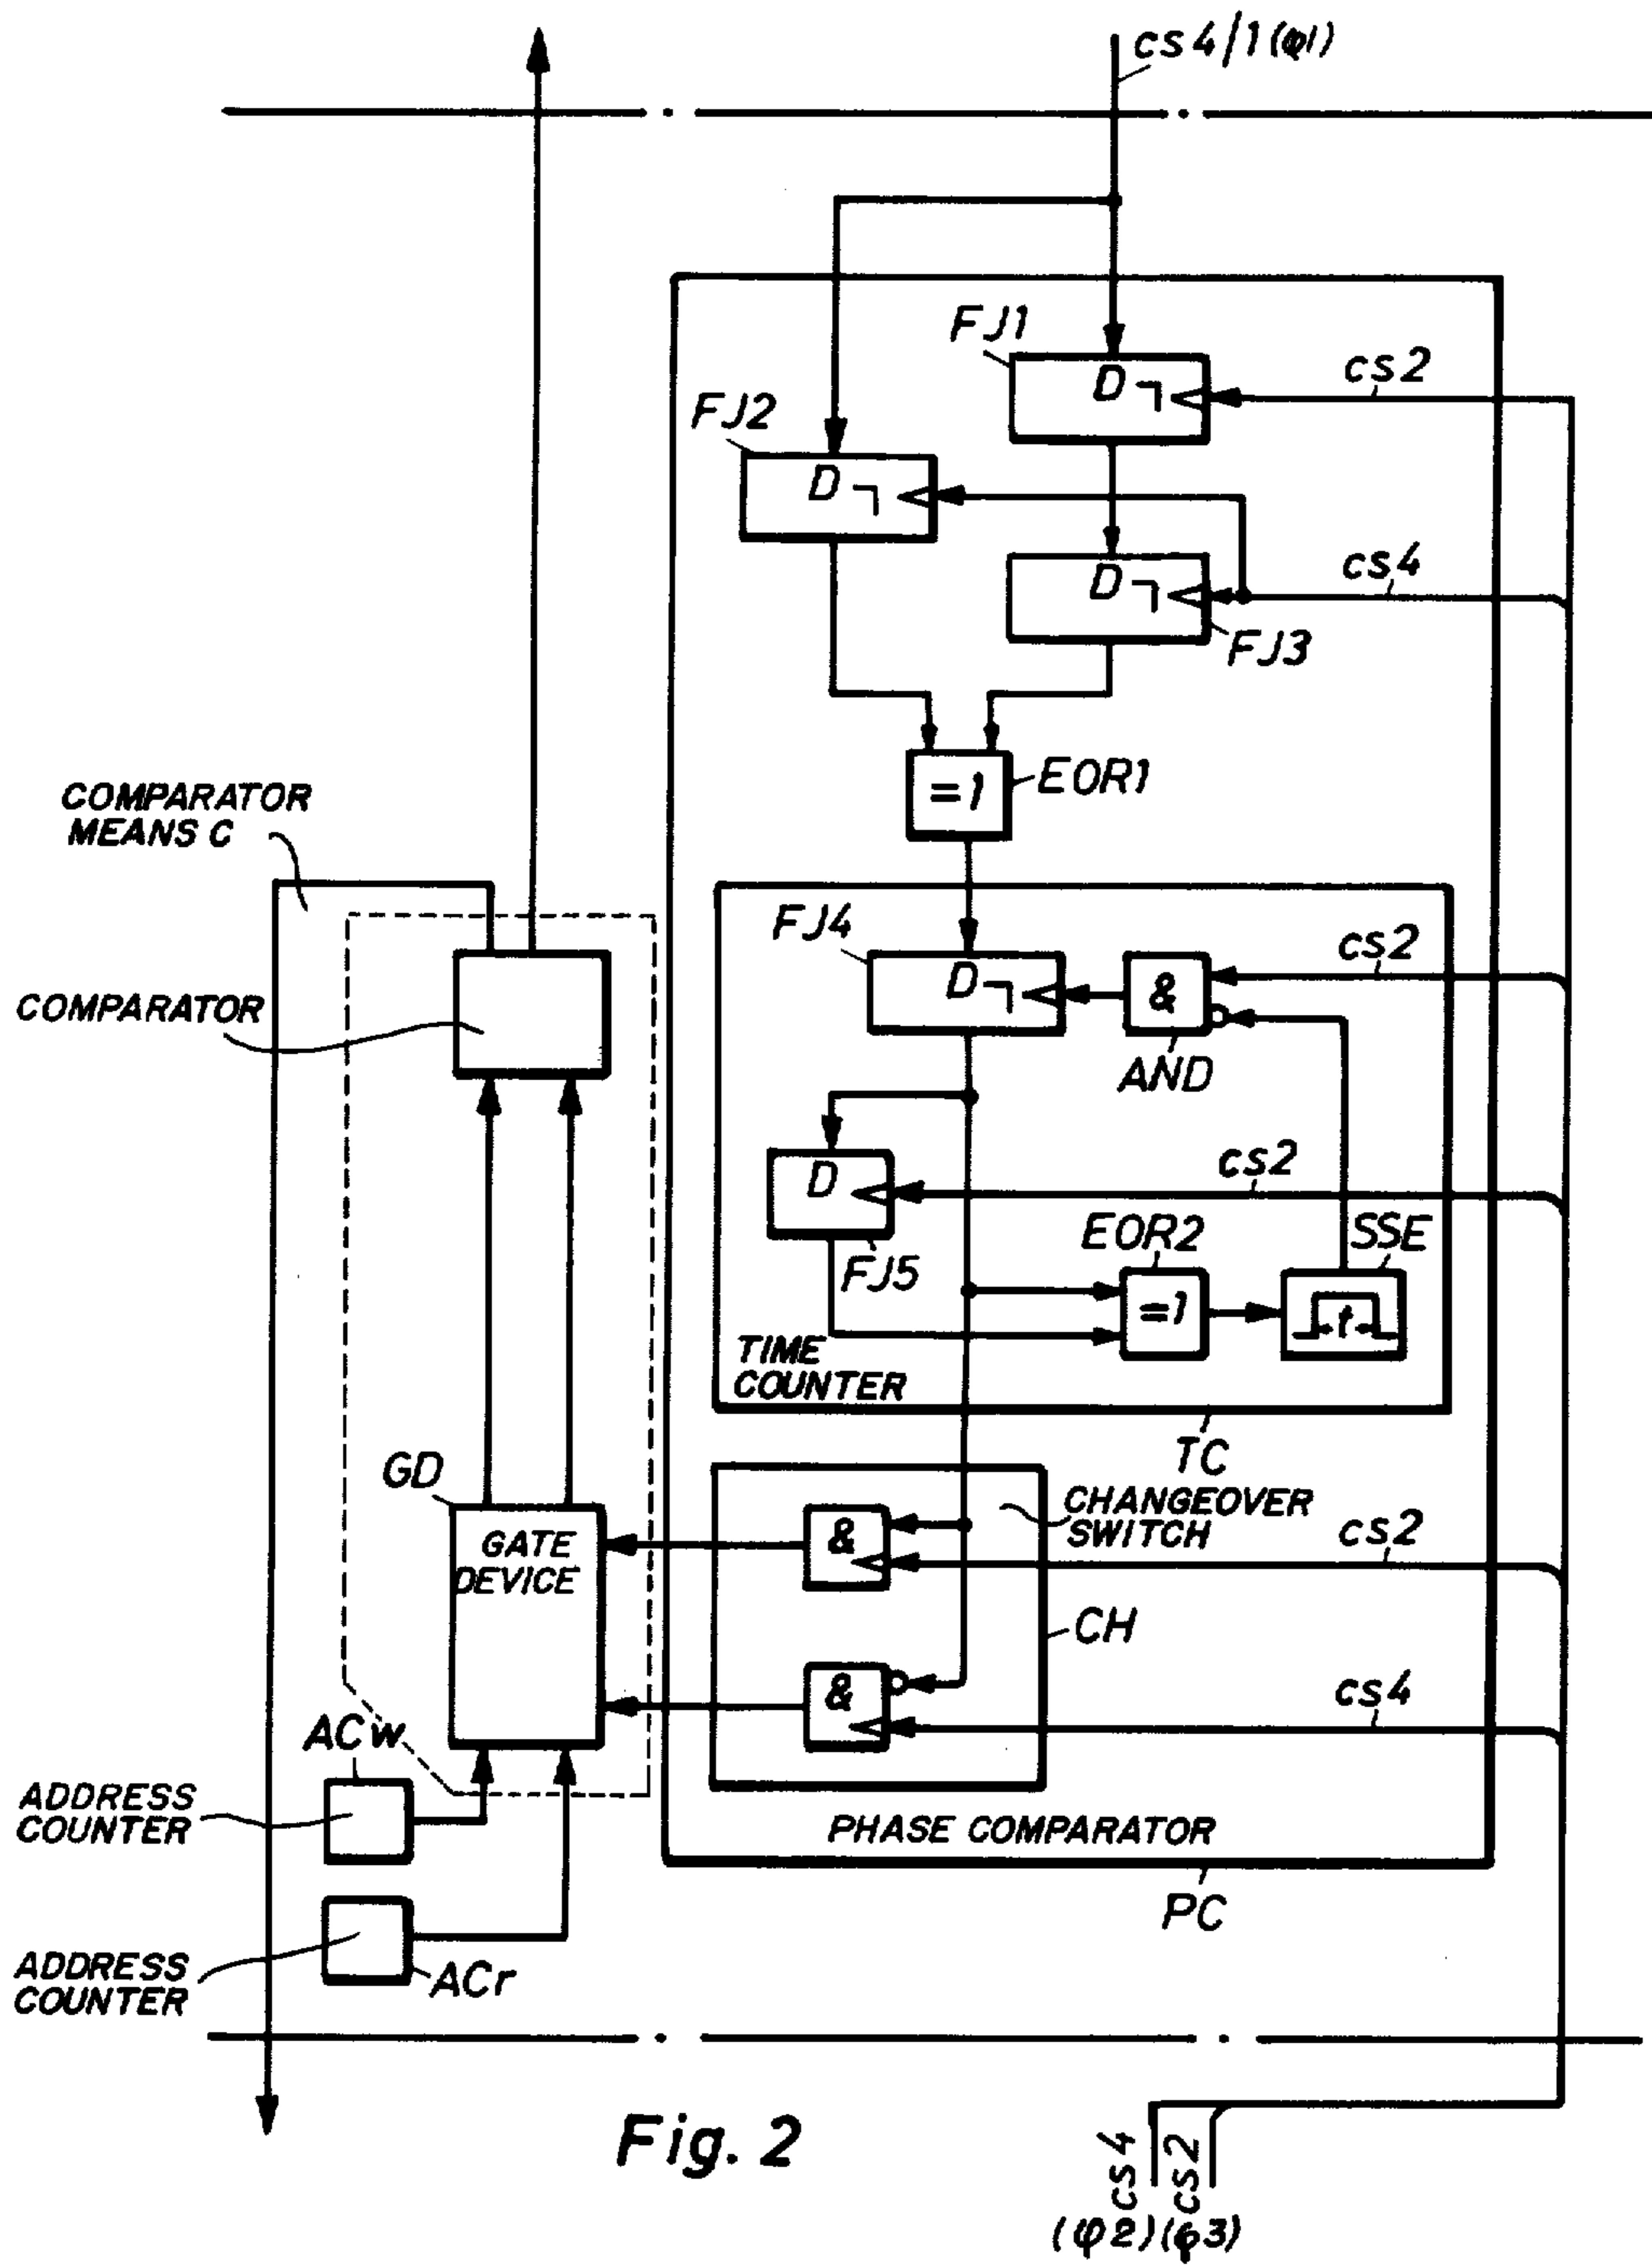 cs4/1(φ1)
FJ1
D
cs2
FJ2
D
cs4
D
FJ3
=1
EOR1
COMPARATOR
MEANS C
FJ4
D
cs2
&
COMPARATOR
AND
cs2
D
EOR2
SSE
FJ5
=1
t
TIME
COUNTER
TC
GD
CHANGEOVER
SWITCH
&
cs2
GATE
DEVICE
CH
&
cs4
ACw
ADDRESS
COUNTER
PHASE COMPARATOR
PC
ADDRESS
COUNTER
ACr
Fig. 2
cs4
cs2
(φ2)(φ3)